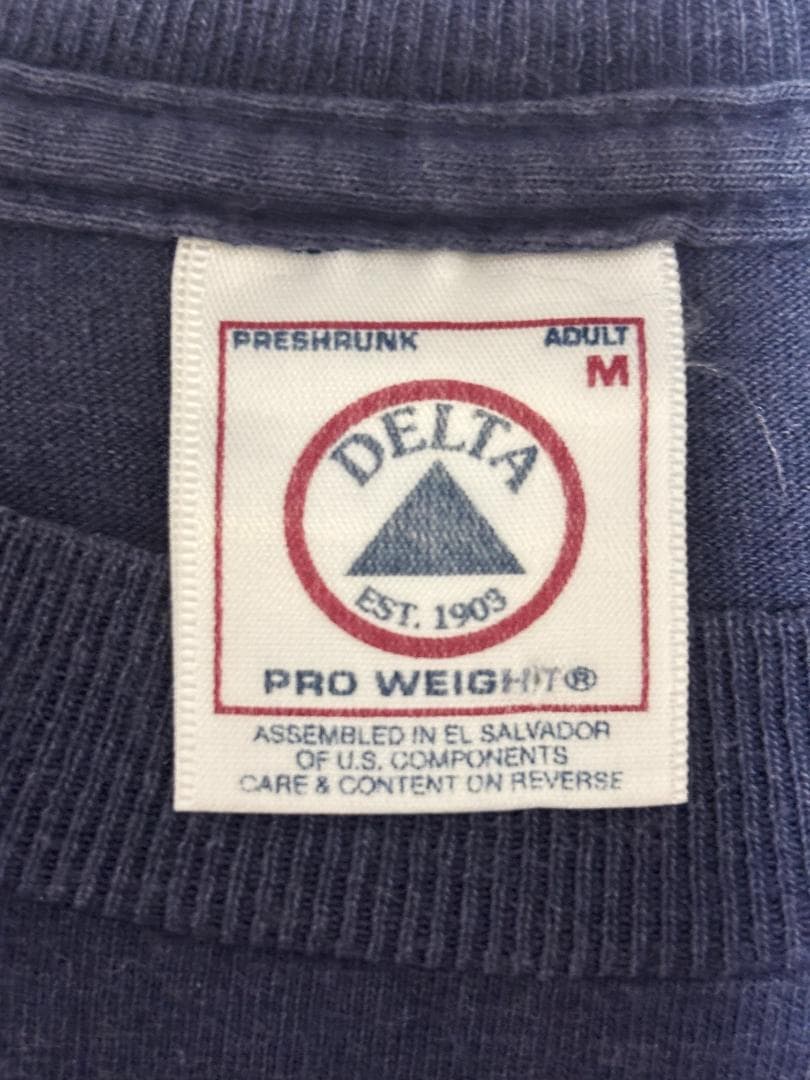 PRESHRUNK
ADULT
M
DELTA
EST. 1903
PRO WEIGHT®
ASSEMBLED IN EL SALVADOR
OF U.S. COMPONENTS
CARE & CONTENT ON REVERSE